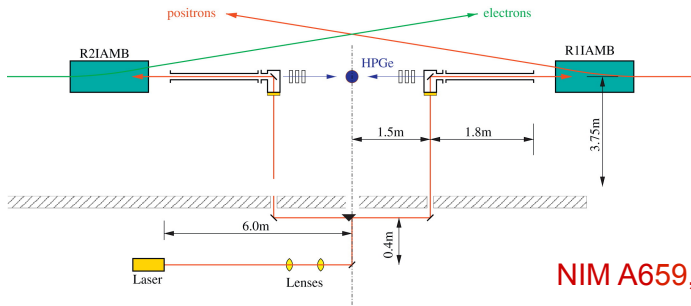 positrons
electrons
R2IAMB
R1IAMB
HPGe
1.5m
1.8m
3.75m
6.0m
0.4m
Laser
Lenses
NIM A659,